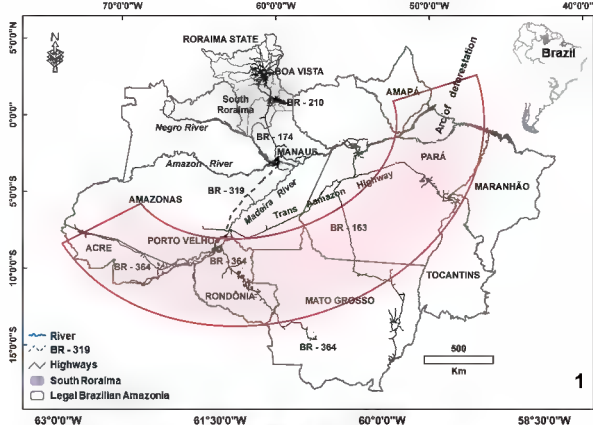 70°0'0"W
60°0'0"W
50°0'0"W
40°0'0"W
N
RORAIMA STATE
Brazil
5°0'0"N
BOA VISTA
South
Roraima
BR - 210
AMAPÁ
Arc of deforestation
0°0'0"
Negro River
BR - 174
MANAUS
Amazon River
PARÁ
5°0'0"S
BR - 319
Madeira River
Trans Aamazon Highway
MARANHÃO
AMAZONAS
BR - 163
ACRE
PORTO VELHO
10°0'0"S
BR - 364
BR - 364
TOCANTINS
RONDÔNIA
MATO GROSSO
15°0'0"S
BR - 364
River
BR - 319
Highways
South Roraima
Legal Brazilian Amazonia
500
Km
1
63°0'0"W
61°30'0"W
60°0'0"W
58°30'0"W